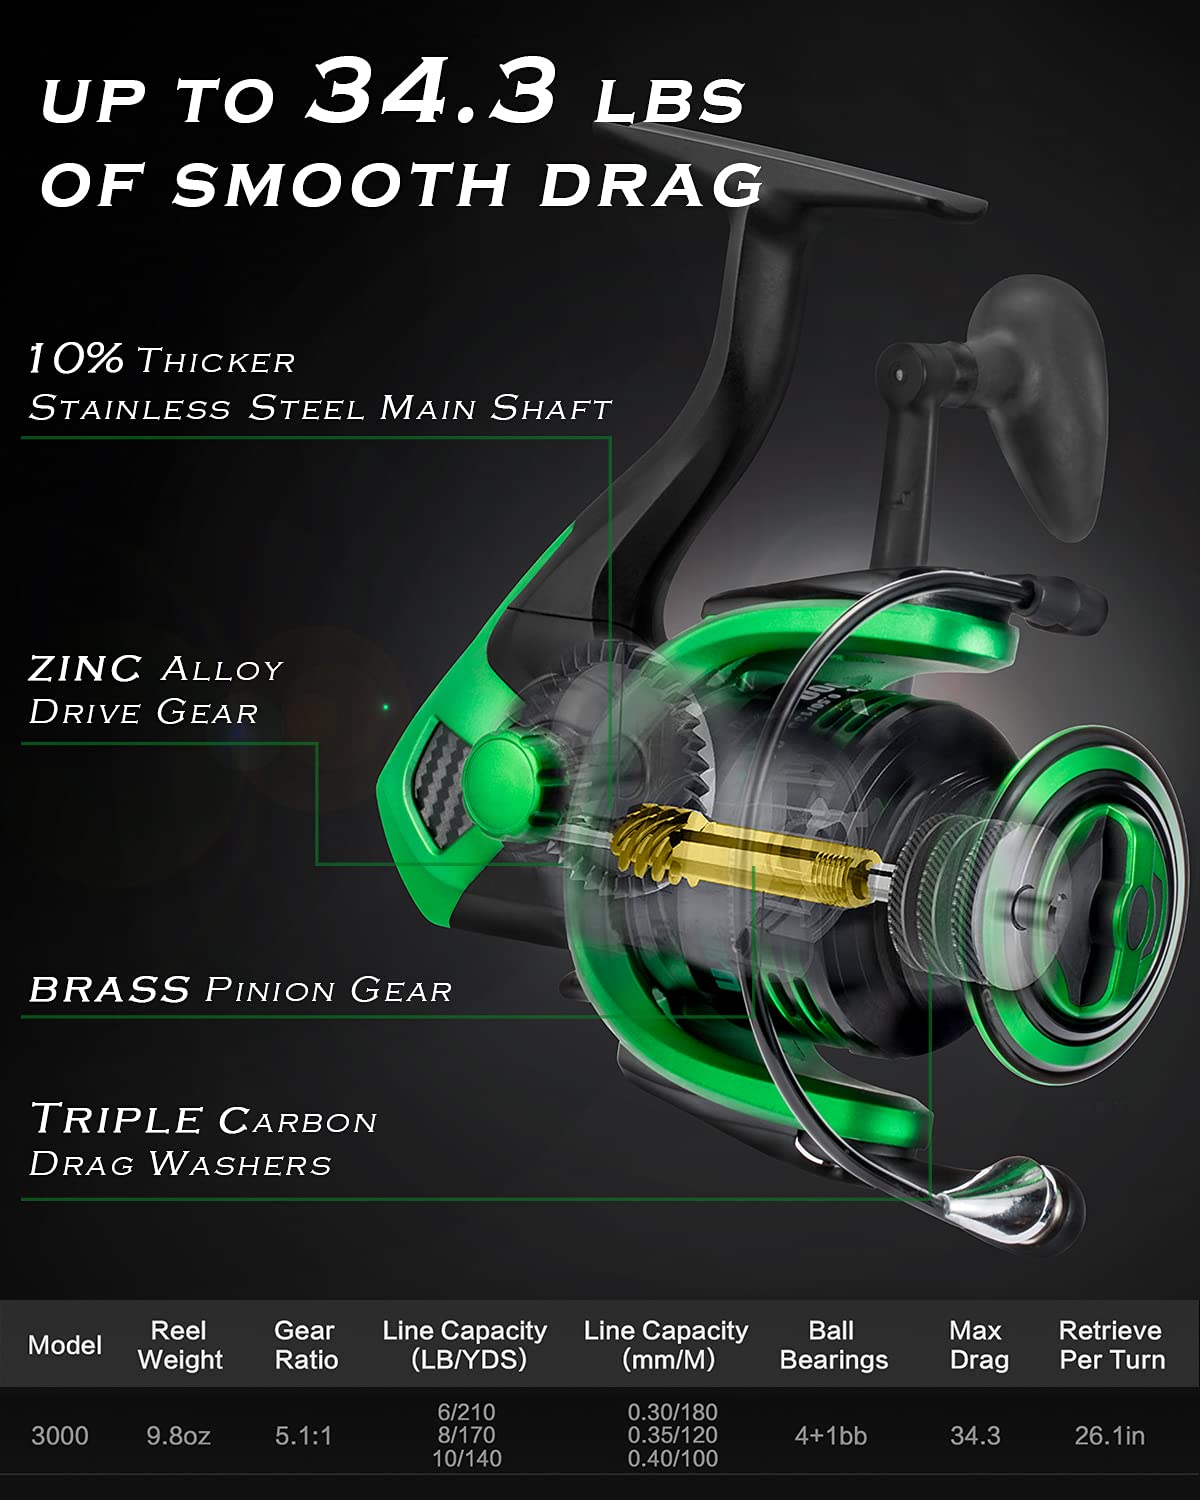 UP TO 34.3 LBS
OF SMOOTH DRAG
10% THICKER
STAINLESS STEEL MAIN SHAFT
ZINC ALLOY
DRIVE GEAR
BRASS PINION GEAR
TRIPLE CARBON
DRAG WASHERS
Model Reel Weight Gear Ratio Line Capacity (LB/YDS) Line Capacity (mm/M) Ball Bearings Max Drag Retrieve Per Turn
3000 9.8oz 5.1:1 6/210 0.30/180 4+1bb 34.3 26.1in
8/170 0.35/120
10/140 0.40/100